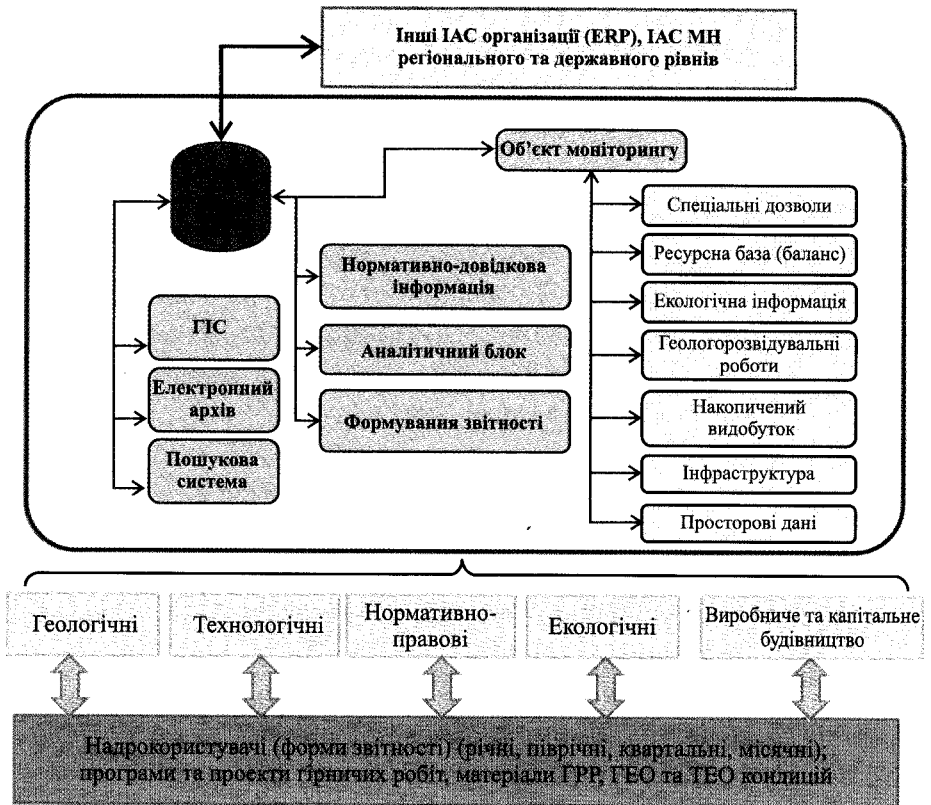 Інші ІАС організації (ERP), ІАС МН
регіонального та державного рівнів
Об’єкт моніторингу
Спеціальні дозволи
Ресурсна база (баланс)
Екологічна інформація
Геологорозвідувальні
роботи
Накопичений
видобуток
Інфраструктура
Просторові дані
Нормативно-довідкова
інформація
Аналітичний блок
Формування звітності
ГІС
Електронний
архів
Пошукова
система
Геологічні
Технологічні
Нормативно-
правові
Екологічні
Виробниче та капітальне
будівництво
Надрокористувачі (форми звітності) (річні, піврічні, квартальні, місячні);
програми та проєкти гірничих робіт, матеріали ГРР, ГЕО та ТЕО кондицій